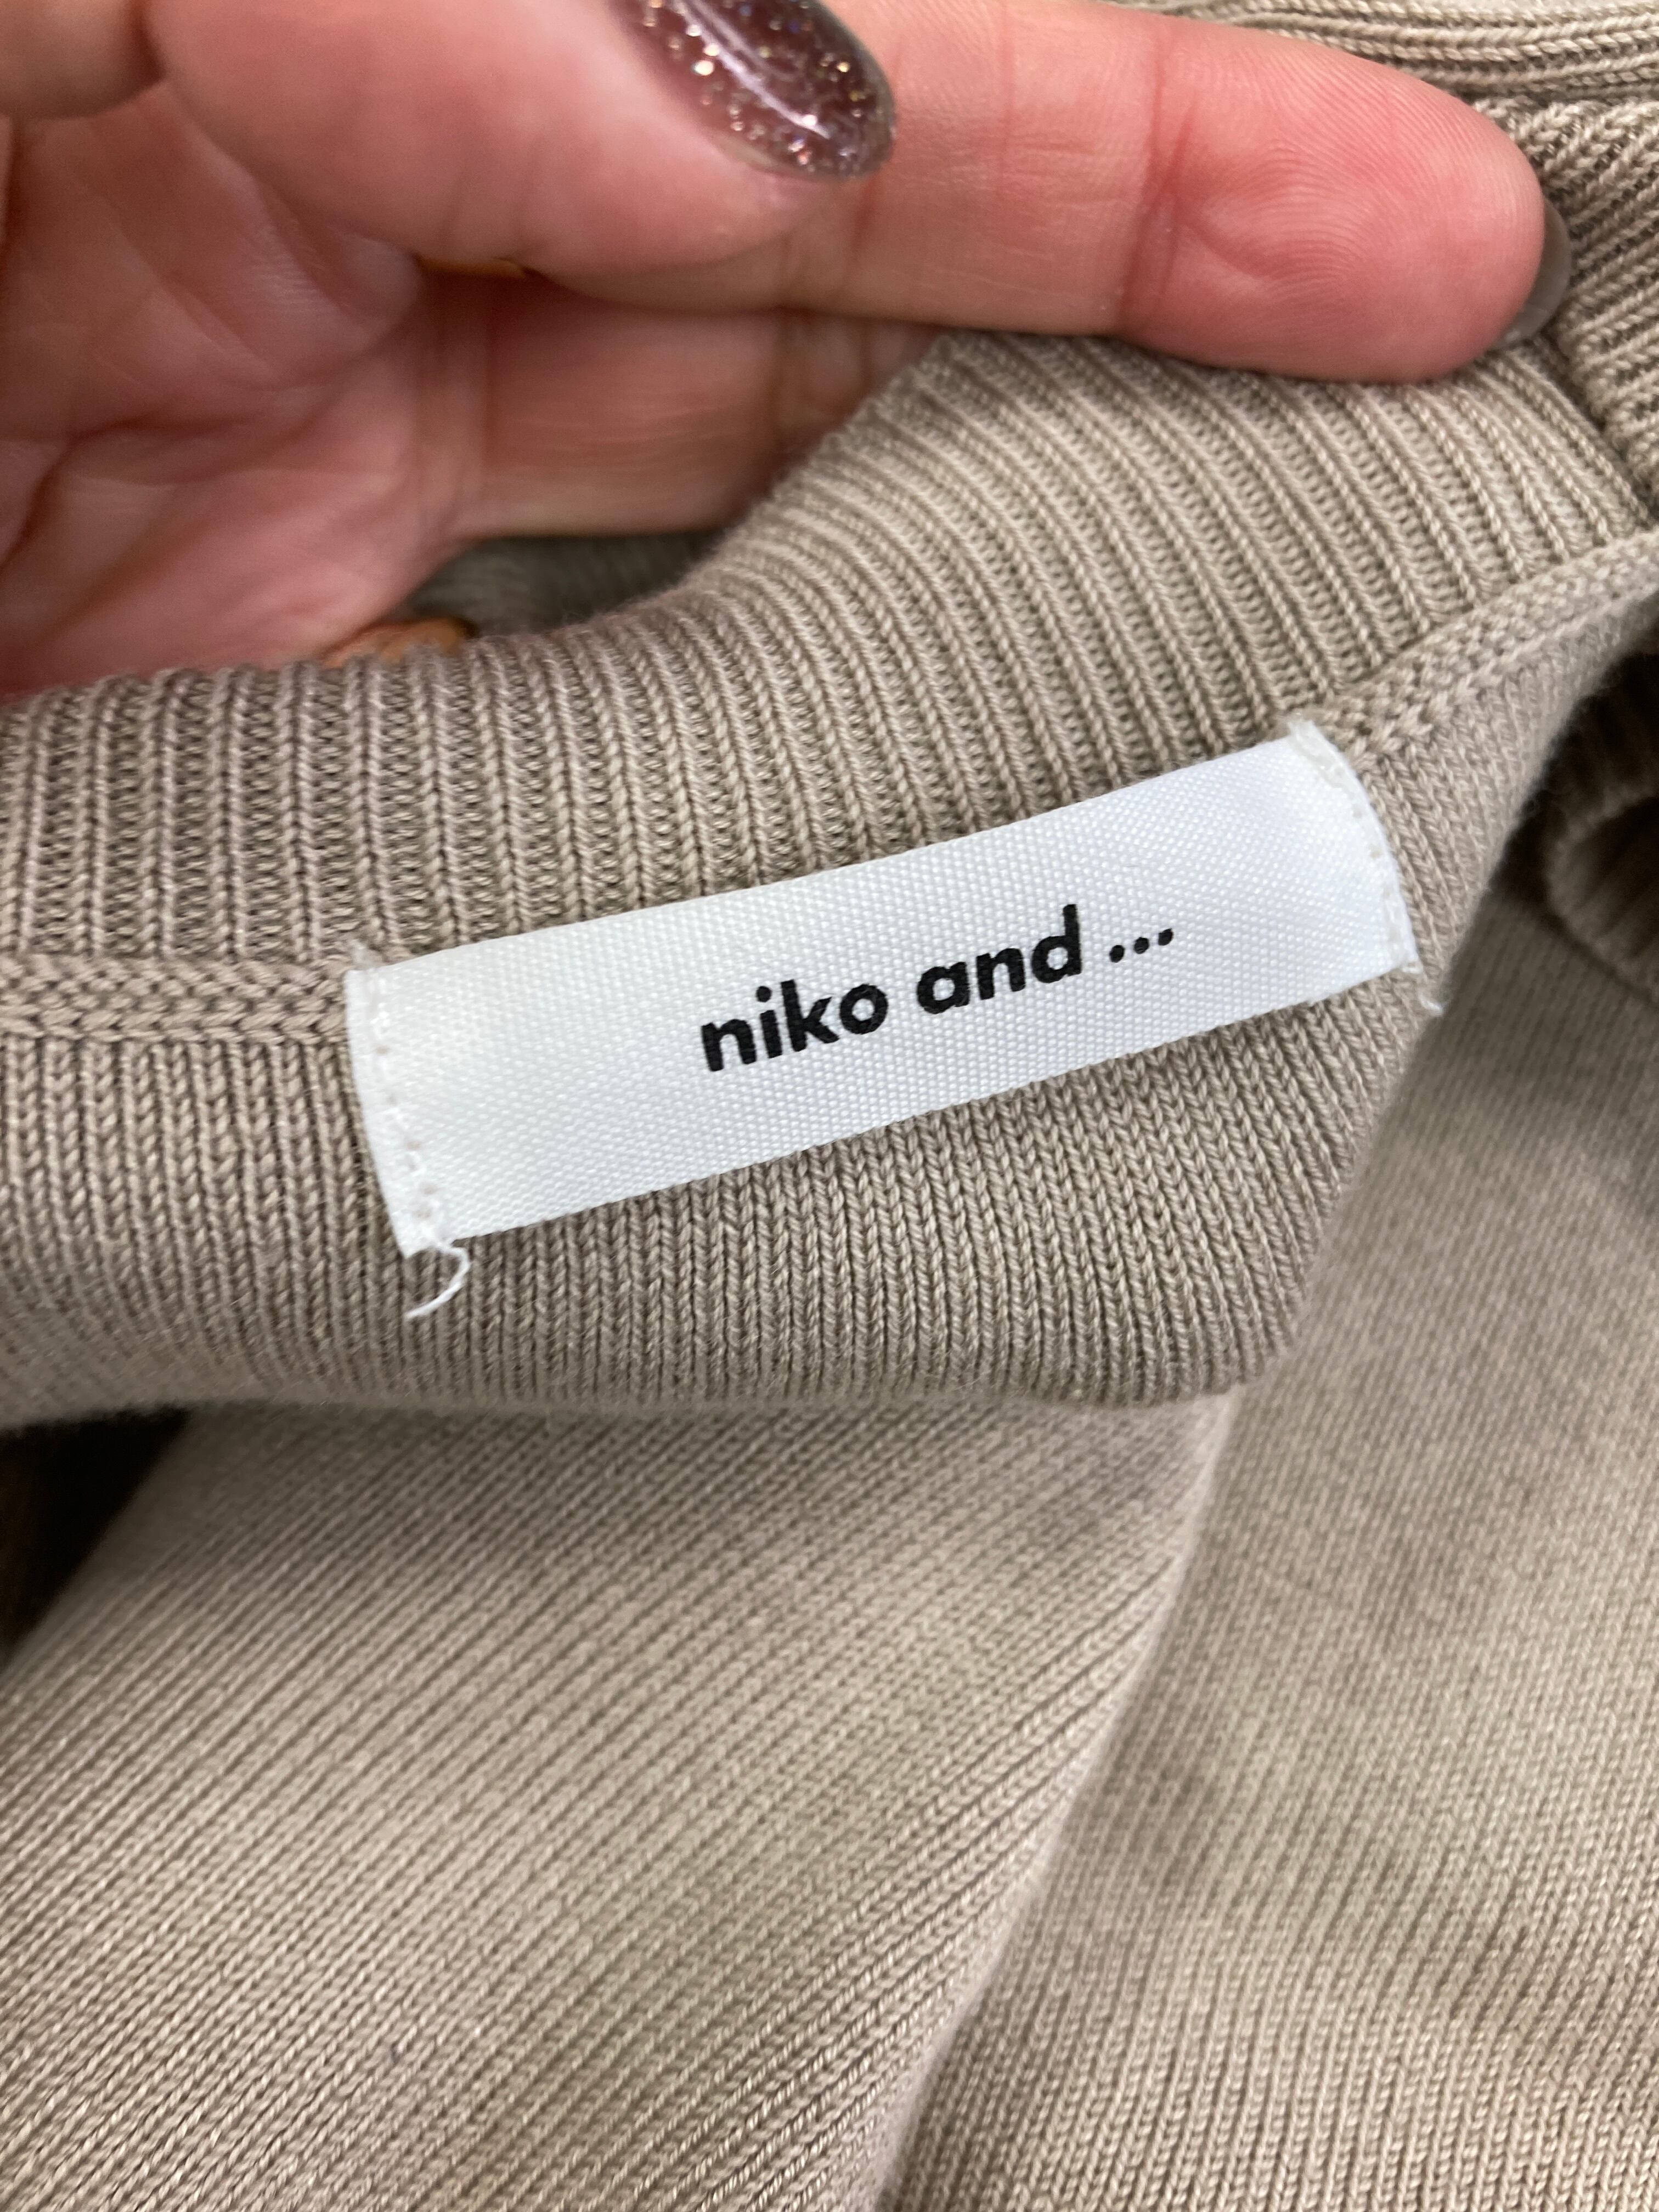 niko and ...